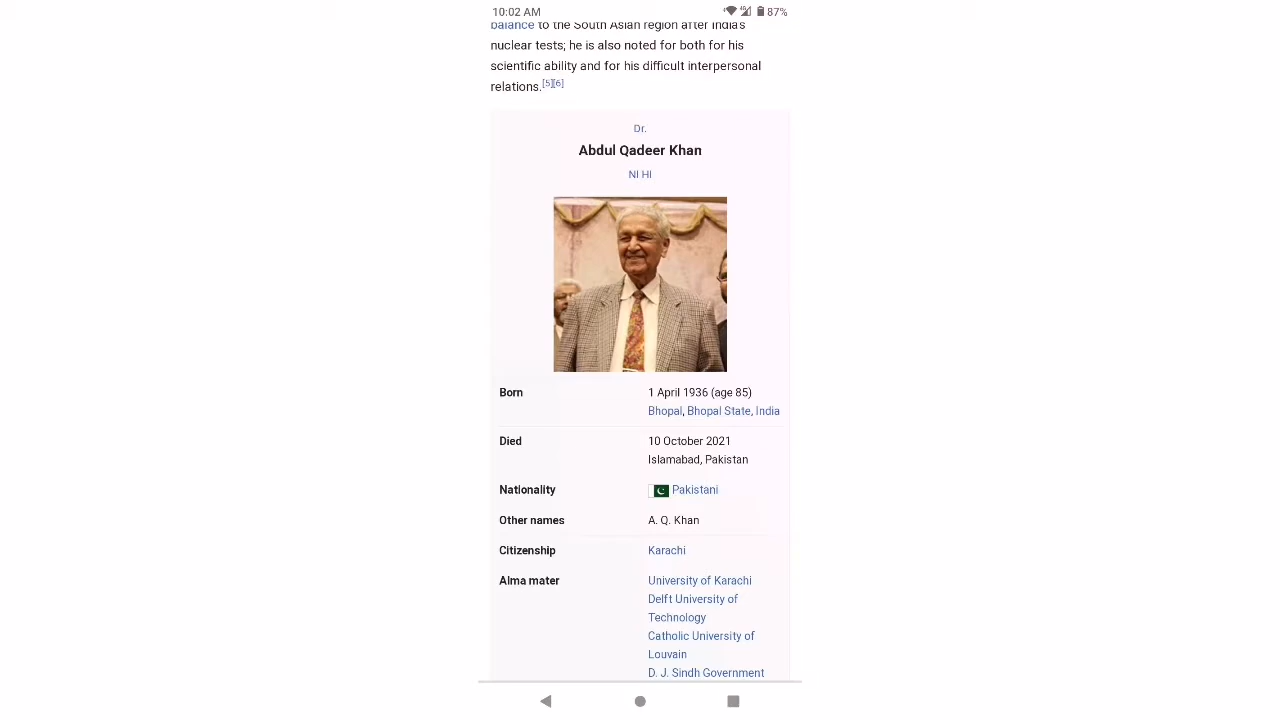 10:02 AM
87%
balance to the South Asian region after India's
nuclear tests; he is also noted for both for his
scientific ability and for his difficult interpersonal
relations.[5][6]
Dr.
Abdul Qadeer Khan
NI HI
Born 1 April 1936 (age 85)
Bhopal, Bhopal State, India
Died 10 October 2021
Islamabad, Pakistan
Nationality Pakistani
Other names A. Q. Khan
Citizenship Karachi
Alma mater University of Karachi
Delft University of
Technology
Catholic University of
Louvain
D. J. Sindh Government